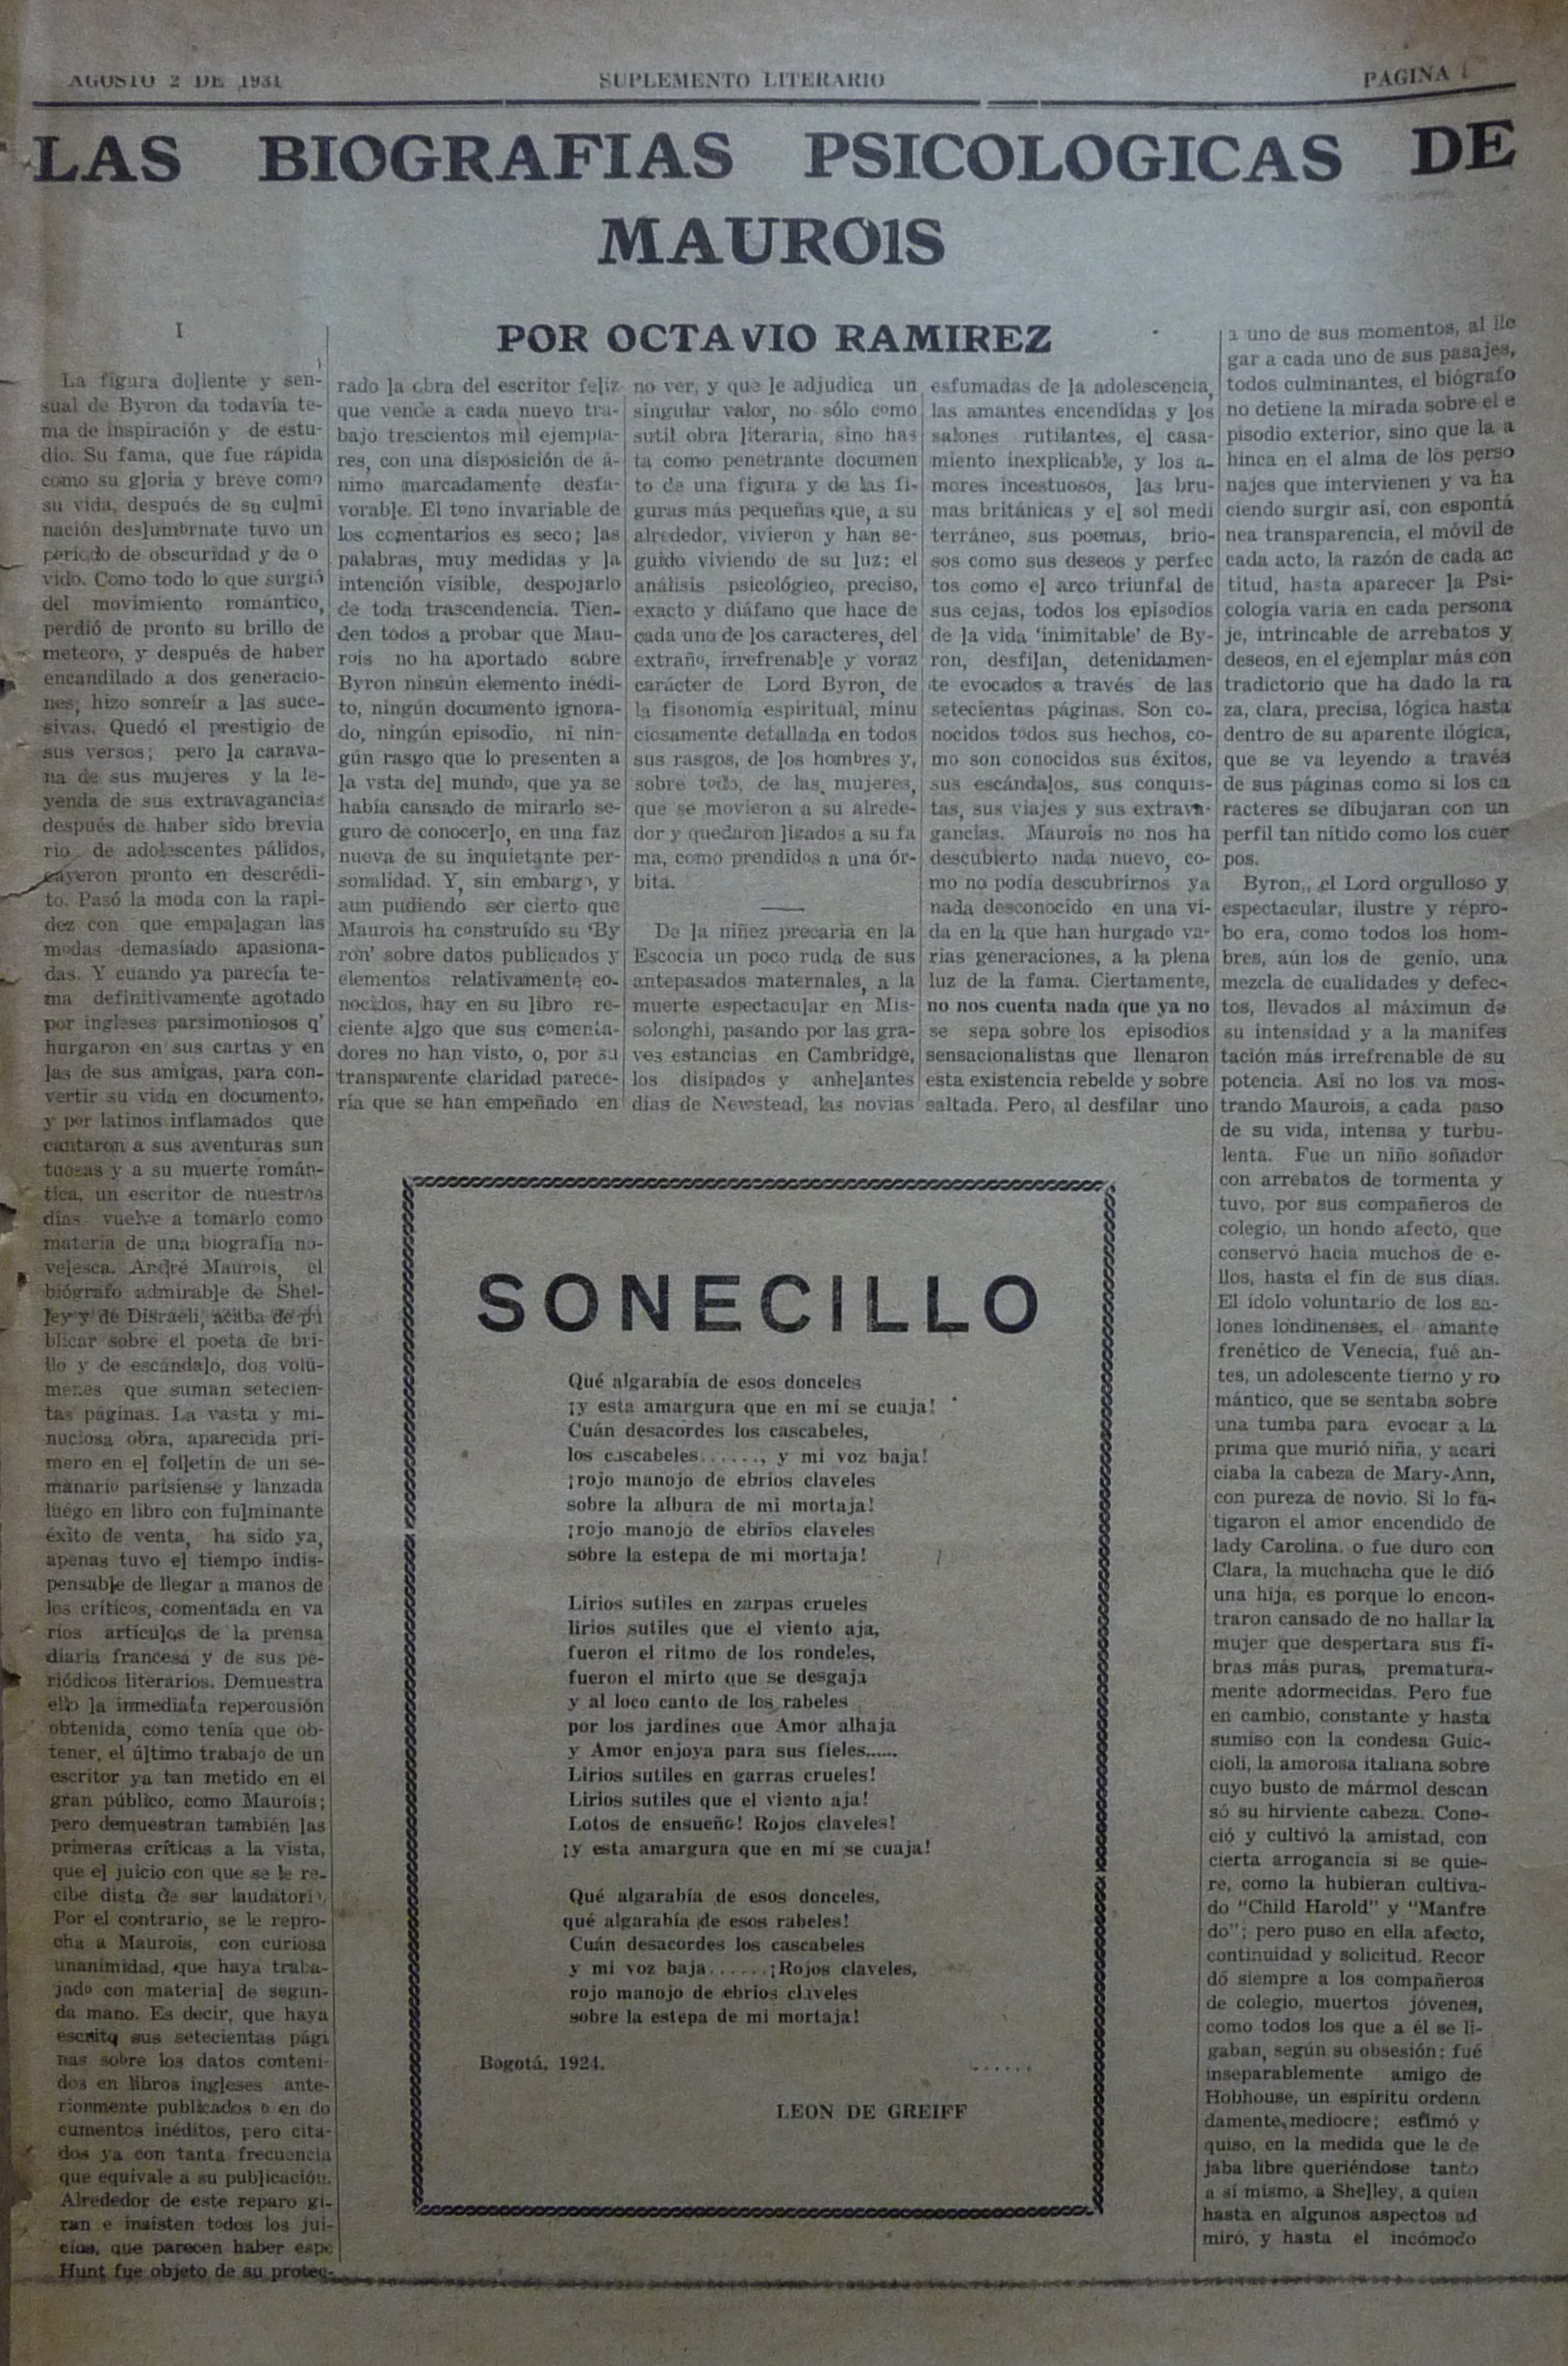 AGOSTO 2 DE 1931
SUPLEMENTO LITERARIO
PAGINA
LAS BIOGRAFIAS PSICOLOGICAS DE
MAUROIS
POR OCTAVIO RAMIREZ
I
La figura doliente y sen-
sual de Byron da todavía te-
ma de inspiración y de estu-
dio. Su fama, que fue rápida
como su gloria y breve como
su vida, después de su culmi
nación deslumbrnate tuvo un
período de obscuridad y de o
vido. Como todo lo que surgió
del movimiento romántico,
perdió de pronto su brillo de
meteoro, y después de haber
encandilado a dos generacio-
nes, hizo sonreír a las suce-
sivas. Quedó el prestigio de
sus versos; pero la carava-
na de sus mujeres y la le-
yenda de sus extravagancias
después de haber sido brevia
rio de adolescentes pálidos,
cayeron pronto en descrédi-
to. Pasó la moda con la rapi-
dez con que empalagan las
modas demasiado apasiona-
das. Y cuando ya parecía te-
ma definitivamente agotado
por ingleses parsimoniosos q'
hurgaron en sus cartas y en
las de sus amigas, para con-
vertir su vida en documento,
y por latinos inflamados que
cantaron a sus aventuras sun
tuosas y a su muerte román-
tica, un escritor de nuestros
días vuelve a tomarlo como
materia de una biografía no-
velesca. André Maurois, el
biógrafo admirable de Shel-
ley y de Disraeli, acaba de pu
blicar sobre el poeta de bri-
llo y de escándalo, dos volú-
menes que suman setecien-
tas páginas. La vasta y mi-
nuciosa obra, aparecida pri-
mero en el folletín de un se-
manario parisiense y lanzada
luego en libro con fulminante
éxito de venta, ha sido ya,
apenas tuvo el tiempo indis-
pensable de llegar a manos de
los críticos, comentada en va
rios artículos de la prensa
diaria francesa y de sus pe-
riódicos literarios. Demuestra
ello la inmediata repercusión
obtenida, como tenía que ob-
tener, el último trabajo de un
escritor ya tan metido en el
gran público, como Maurois;
pero demuestran también las
primeras críticas a la vista,
que el juicio con que se le re-
cibe dista de ser laudatorio.
Por el contrario, se le repro-
cha a Maurois, con curiosa
unanimidad, que haya traba-
jado con material de segun-
da mano. Es decir, que haya
escrito sus setecientas pági
nas sobre los datos conteni-
dos en libros ingleses ante-
riormente publicados o en do
cumentos inéditos, pero cita-
dos ya con tanta frecuencia
que equivale a su publicación.
Alrededor de este reparo gi-
ran e insisten todos los jui-
cios, que parecen haber espe
Hunt fue objeto de su protec-
rado la obra del escritor feliz
que vende a cada nuevo tra-
bajo trescientos mil ejempla-
res, con una disposición de á-
nimo marcadamente desfa-
vorable. El tono invariable de
los comentarios es seco; las
palabras, muy medidas y la
intención visible, despojarlo
de toda trascendencia. Tien-
den todos a probar que Mau-
rois no ha aportado sobre
Byron ningún elemento inédi-
to, ningún documento ignora-
do, ningún episodio, ni nin-
gún rasgo que lo presenten a
la vsta del mundo, que ya se
había cansado de mirarlo se-
guro de conocerlo, en una faz
nueva de su inquietante per-
sonalidad. Y, sin embargo, y
aun pudiendo ser cierto que
Maurois ha construído su 'By
ron' sobre datos publicados y
elementos relativamente co-
nocidos, hay en su libro re-
ciente algo que sus comenta-
dores no han visto, o, por su
transparente claridad parece-
ría que se han empeñado en
no ver, y que le adjudica un
singular valor, no sólo como
sutil obra literaria, sino has
ta como penetrante documen
to de una figura y de las fi-
guras más pequeñas que, a su
alrededor, vivieron y han se-
guido viviendo de su luz: el
análisis psicológico, preciso,
exacto y diáfano que hace de
cada uno de los caracteres, del
extraño, irrefrenable y voraz
carácter de Lord Byron, de
la fisonomía espiritual, minu
ciosamente detallada en todos
sus rasgos, de los hombres y,
sobre todo, de las mujeres,
que se movieron a su alrede-
dor y quedaron ligados a su fa
ma, como prendidos a una ór-
bita.
De la niñez precaria en la
Escocia un poco ruda de sus
antepasados maternales, a la
muerte espectacular en Mis-
solonghi, pasando por las gra-
ves estancias en Cambridge,
los disipados y anhelantes
días de Newstead, las novias
esfumadas de la adolescencia,
las amantes encendidas y los
salones rutilantes, el casa-
miento inexplicable, y los a-
mores incestuosos, las bru-
mas británicas y el sol medi
terráneo, sus poemas, brio-
sos como sus deseos y perfec
tos como el arco triunfal de
sus cejas, todos los episodios
de la vida 'inimitable' de By-
ron, desfilan, detenidamen-
te evocados a través de las
setecientas páginas. Son co-
nocidos todos sus hechos, co-
mo son conocidos sus éxitos,
sus escándalos, sus conquis-
tas, sus viajes y sus extrava-
gancias. Maurois no nos ha
descubierto nada nuevo, co-
mo no podía descubrirnos ya
nada desconocido en una vi-
da en la que han hurgado va-
rias generaciones, a la plena
luz de la fama. Ciertamente,
no nos cuenta nada que ya no
se sepa sobre los episodios
sensacionalistas que llenaron
esta existencia rebelde y sobre
saltada. Pero, al desfilar uno
a uno de sus momentos, al lle
gar a cada uno de sus pasajes,
todos culminantes, el biógrafo
no detiene la mirada sobre el e
pisodio exterior, sino que la a
hinca en el alma de los perso
najes que intervienen y va ha
ciendo surgir así, con espontá
nea transparencia, el móvil de
cada acto, la razón de cada ac
titud, hasta aparecer la Psi-
cología varia en cada persona
je, intrincable de arrebatos y
deseos, en el ejemplar más con
tradictorio que ha dado la ra
za, clara, precisa, lógica hasta
dentro de su aparente ilógica,
que se va leyendo a través
de sus páginas como si los ca
racteres se dibujaran con un
perfil tan nítido como los cuer
pos.
Byron,, el Lord orgulloso y
espectacular, ilustre y répro-
bo era, como todos los hom-
bres, aún los de genio, una
mezcla de cualidades y defec-
tos, llevados al máximun de
su intensidad y a la manifes
tación más irrefrenable de su
potencia. Así no los va mos-
trando Maurois, a cada paso
de su vida, intensa y turbu-
lenta. Fue un niño soñador
con arrebatos de tormenta y
tuvo, por sus compañeros de
colegio, un hondo afecto, que
conservó hacia muchos de e-
llos, hasta el fin de sus días.
El ídolo voluntario de los sa-
lones londinenses, el amante
frenético de Venecia, fué an-
tes, un adolescente tierno y ro
mántico, que se sentaba sobre
una tumba para evocar a la
prima que murió niña, y acari
ciaba la cabeza de Mary-Ann,
con pureza de novio. Si lo fa-
tigaron el amor encendido de
lady Carolina. o fue duro con
Clara, la muchacha que le dió
una hija, es porque lo encon-
traron cansado de no hallar la
mujer que despertara sus fi-
bras más puras, prematura-
mente adormecidas. Pero fue
en cambio, constante y hasta
sumiso con la condesa Guic-
cioli, la amorosa italiana sobre
cuyo busto de mármol descan
só su hirviente cabeza. Cono-
ció y cultivó la amistad, con
cierta arrogancia si se quie-
re, como la hubieran cultiva-
do "Child Harold" y "Manfre
do"; pero puso en ella afecto,
continuidad y solicitud. Recor
dó siempre a los compañeros
de colegio, muertos jóvenes,
como todos los que a él se li-
gaban, según su obsesión; fué
inseparablemente amigo de
Hobhouse, un espíritu ordena
damente mediocre; estimó y
quiso, en la medida que le de
jaba libre queriéndose tanto
a sí mismo, a Shelley, a quien
hasta en algunos aspectos ad
miró, y hasta el incómodo
SONECILLO
Qué algarabía de esos donceles
¡y esta amargura que en mí se cuaja!
Cuán desacordes los cascabeles,
los cascabeles......, y mi voz baja!
¡rojo manojo de ebrios claveles
sobre la albura de mi mortaja!
¡rojo manojo de ebrios claveles
sobre la estepa de mi mortaja!
Lirios sutiles en zarpas crueles
lirios sutiles que el viento aja,
fueron el ritmo de los rondeles,
fueron el mirto que se desgaja
y al loco canto de los rabeles
por los jardines que Amor alhaja
y Amor enjoya para sus fieles......
Lirios sutiles en garras crueles!
Lirios sutiles que el viento aja!
Lotos de ensueño! Rojos claveles!
¡y esta amargura que en mí se cuaja!
Qué algarabía de esos donceles,
qué algarabía de esos rabeles!
Cuán desacordes los cascabeles
y mi voz baja......¡Rojos claveles,
rojo manojo de ebrios claveles
sobre la estepa de mi mortaja!
Bogotá, 1924.
......
LEON DE GREIFF